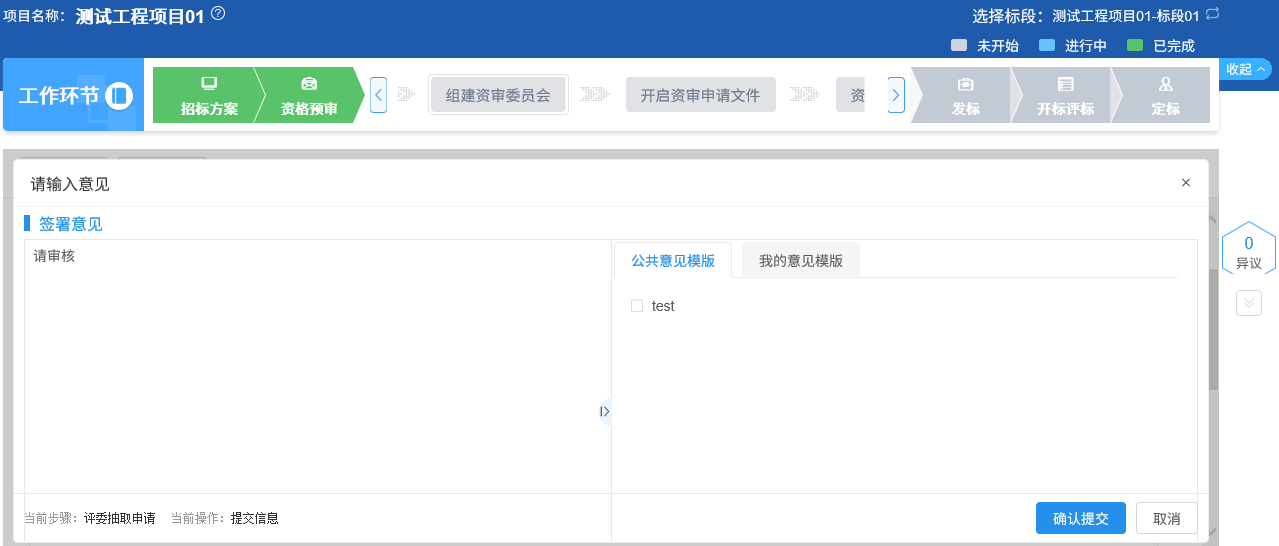 项目名称： 测试工程项目01
选择标段： 测试工程项目01-标段01
未开始 进行中 已完成
收起
工作环节
招标方案 资格预审 组建资审委员会 开启资审申请文件 资 发标 开标评标 定标
请输入意见
签署意见
请审核
公共意见模版 我的意见模版
test
0
异议
当前步骤： 评委抽取申请 当前操作： 提交信息
确认提交 取消